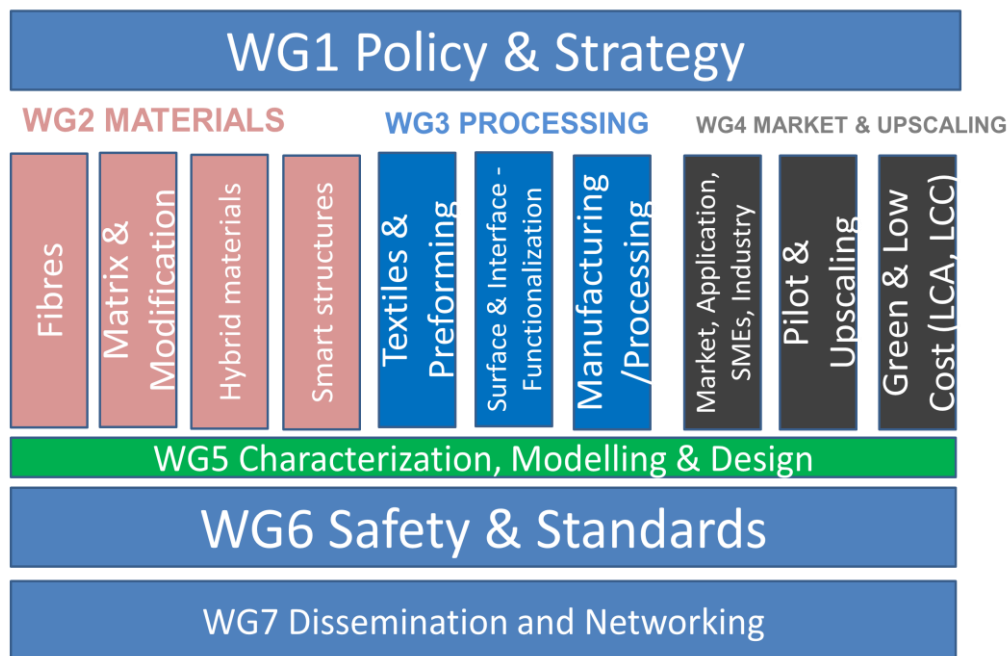 WG1 Policy & Strategy
WG2 MATERIALS
WG3 PROCESSING
WG4 MARKET & UPSCALING
Fibres
Matrix &
Modification
Hybrid materials
Smart structures
Textiles &
Preforming
Surface & Interface -
Functionalization
Manufacturing
/Processing
Market, Application,
SMEs, Industry
Pilot &
Upscaling
Green & Low
Cost (LCA, LCC)
WG5 Characterization, Modelling & Design
WG6 Safety & Standards
WG7 Dissemination and Networking